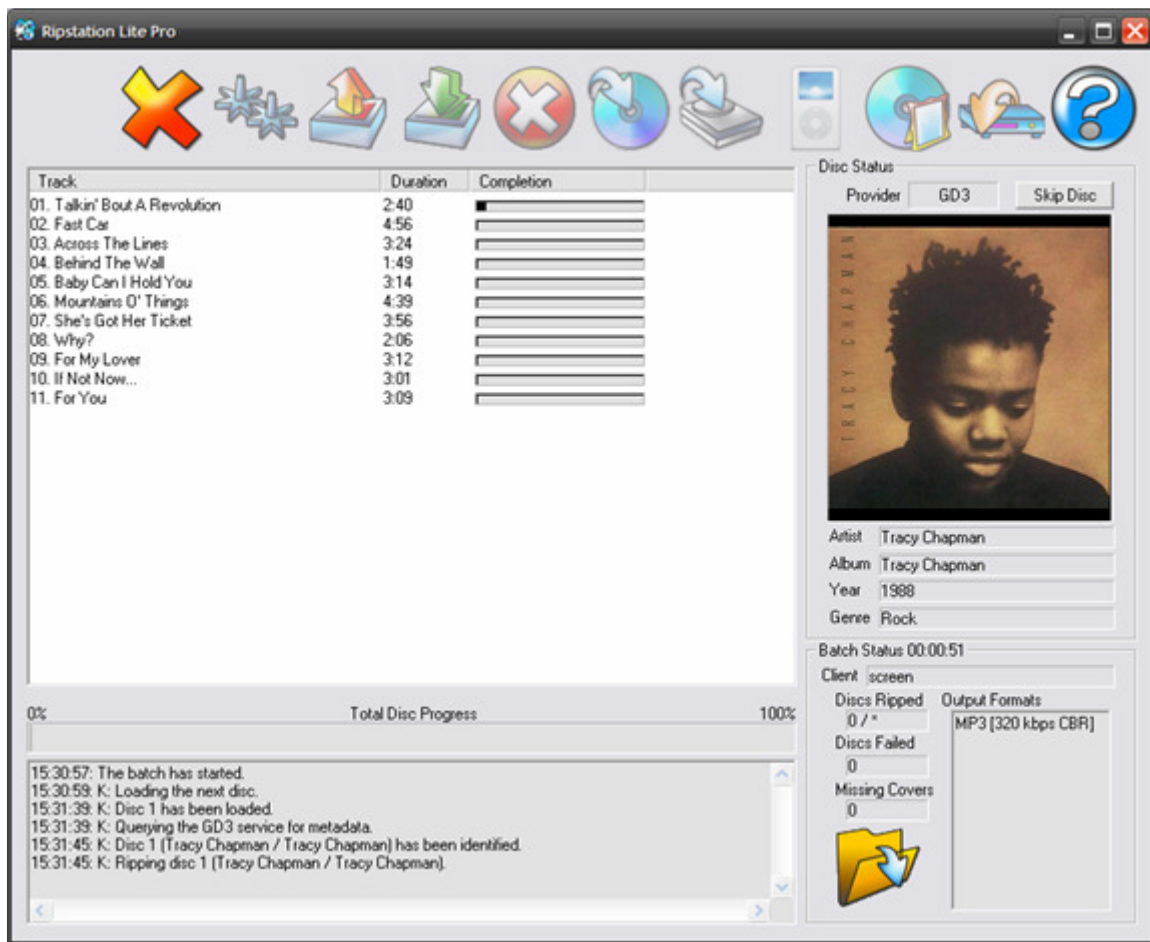 Ripstation Lite Pro
Track Duration Completion
01. Talkin' Bout A Revolution 2:40
02. Fast Car 4:56
03. Across The Lines 3:24
04. Behind The Wall 1:49
05. Baby Can I Hold You 3:14
06. Mountains O' Things 4:39
07. She's Got Her Ticket 3:56
08. Why? 2:06
09. For My Lover 3:12
10. If Not Now... 3:01
11. For You 3:09
0% Total Disc Progress 100%
15:30:57: The batch has started.
15:30:59: K: Loading the next disc.
15:31:39: K: Disc 1 has been loaded.
15:31:39: K: Querying the GD3 service for metadata.
15:31:45: K: Disc 1 (Tracy Chapman / Tracy Chapman) has been identified.
15:31:45: K: Ripping disc 1 (Tracy Chapman / Tracy Chapman).
Disc Status
Provider GD3 Skip Disc
TRACY CHAPMAN
Artist Tracy Chapman
Album Tracy Chapman
Year 1988
Genre Rock
Batch Status 00:00:51
Client screen
Discs Ripped
0 / *
Discs Failed
0
Missing Covers
0
Output Formats
MP3 [320 kbps CBR]